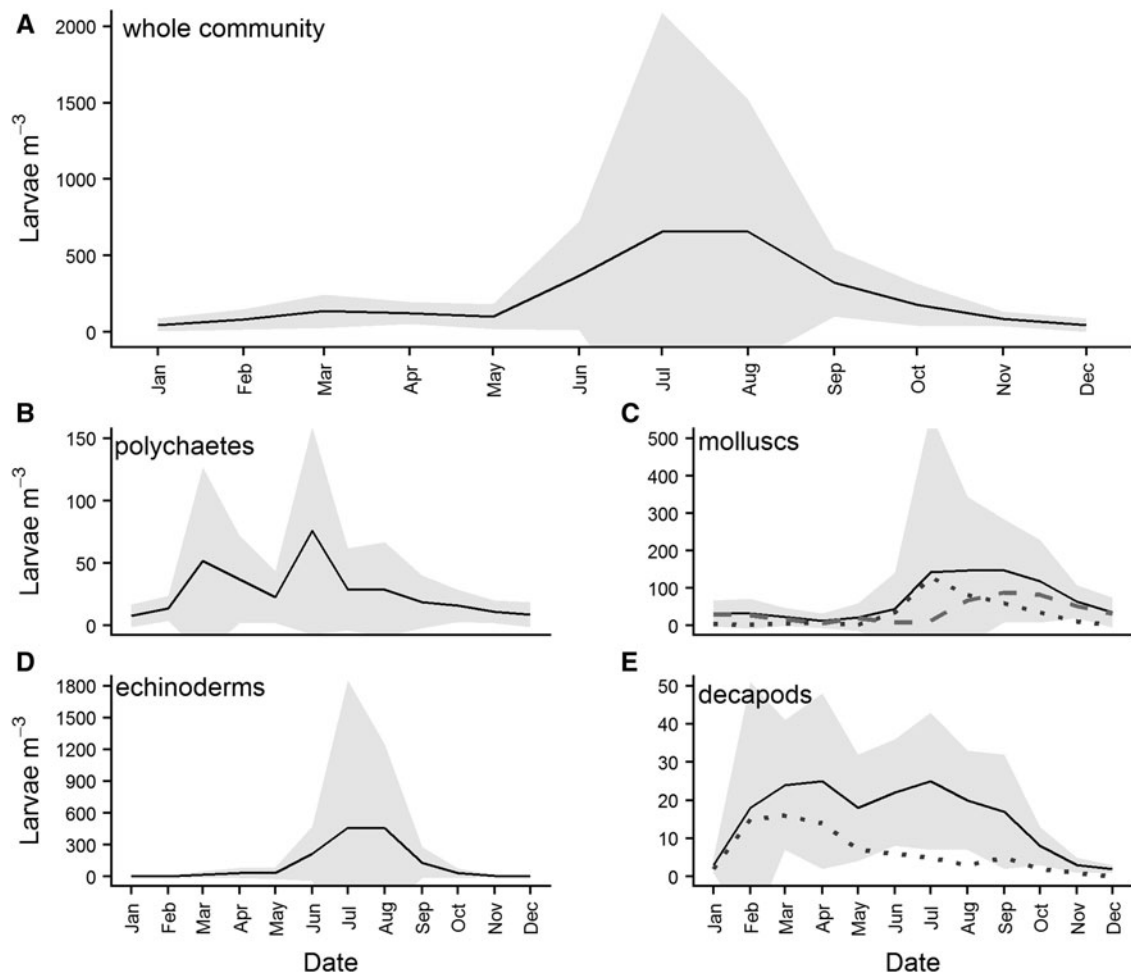 A
whole community
Larvae m⁻³
2000
1500
1000
500
0
Jan Feb Mar Apr May Jun Jul Aug Sep Oct Nov Dec
Date
B
polychaetes
Larvae m⁻³
150
100
50
0
C
molluscs
500
400
300
200
100
0
D
echinoderms
Larvae m⁻³
1800
1500
1200
900
600
300
0
Jan Feb Mar Apr May Jun Jul Aug Sep Oct Nov Dec
Date
E
decapods
50
40
30
20
10
0
Jan Feb Mar Apr May Jun Jul Aug Sep Oct Nov Dec
Date